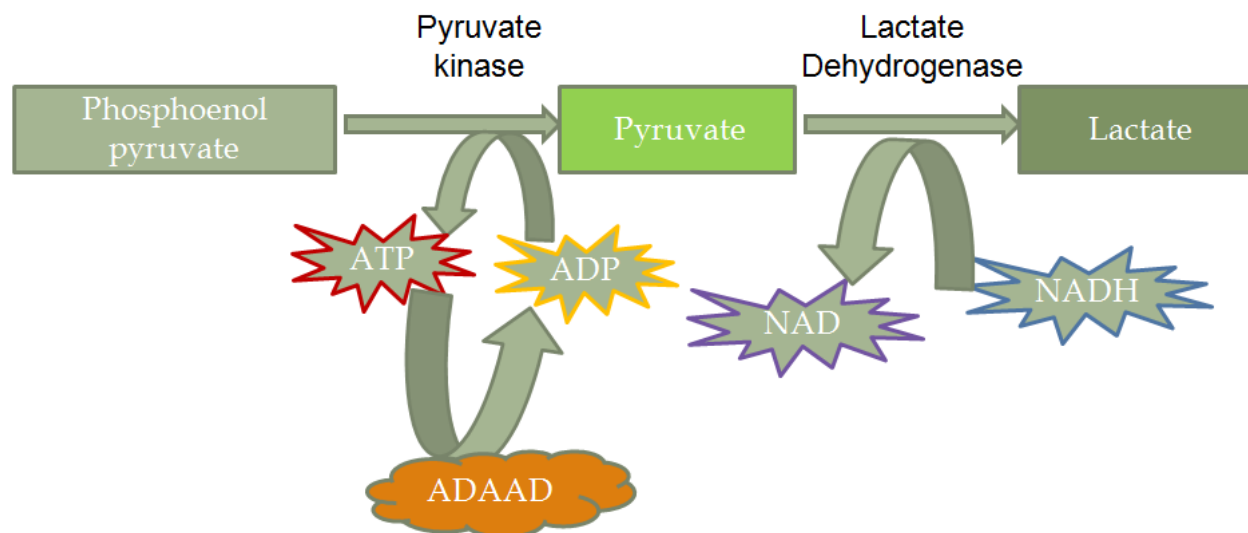 Pyruvate
kinase
Lactate
Dehydrogenase
Phosphoenol
pyruvate
Pyruvate
Lactate
ATP
ADP
NAD
NADH
ADAAD